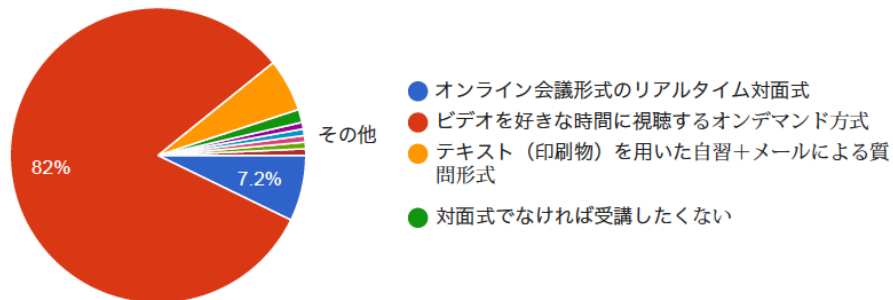 その他
82%
7.2%
オンライン会議形式のリアルタイム対面式
ビデオを好きな時間に視聴するオンデマンド方式
テキスト（印刷物）を用いた自習＋メールによる質
問形式
対面式でなければ受講したくない